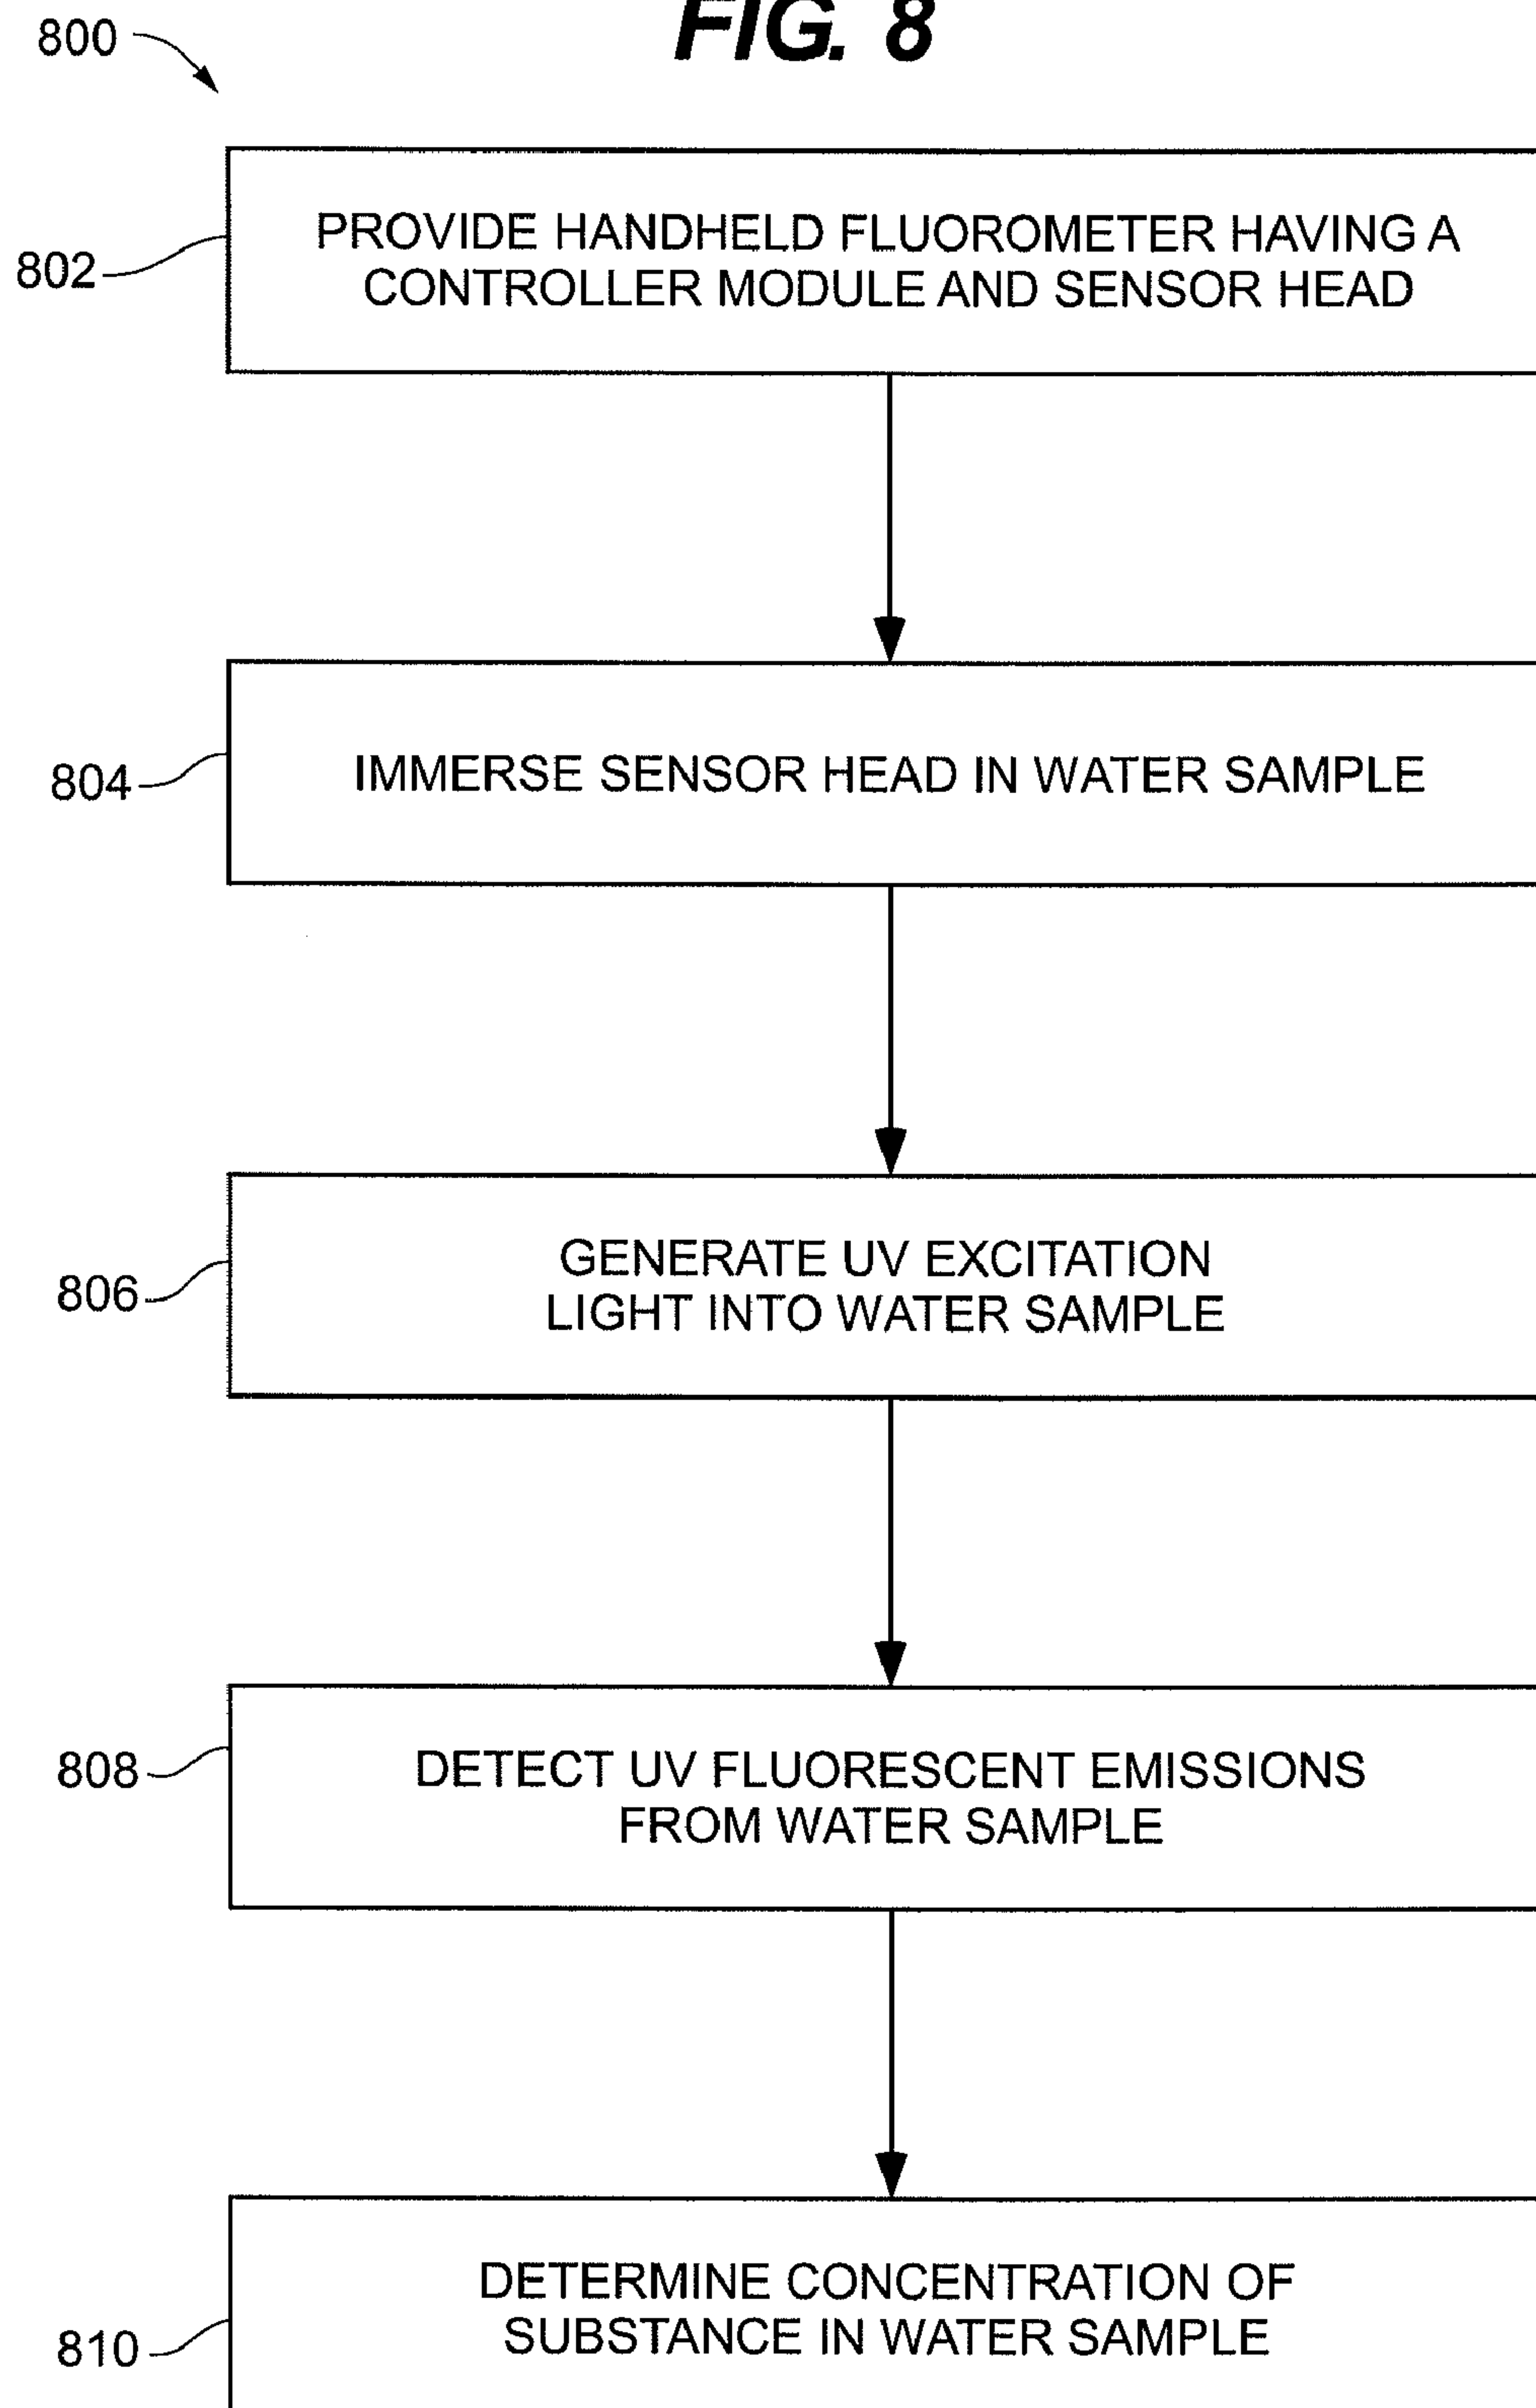 FIG. 8
800
802
PROVIDE HANDHELD FLUOROMETER HAVING A
CONTROLLER MODULE AND SENSOR HEAD
804
IMMERSE SENSOR HEAD IN WATER SAMPLE
806
GENERATE UV EXCITATION
LIGHT INTO WATER SAMPLE
808
DETECT UV FLUORESCENT EMISSIONS
FROM WATER SAMPLE
810
DETERMINE CONCENTRATION OF
SUBSTANCE IN WATER SAMPLE